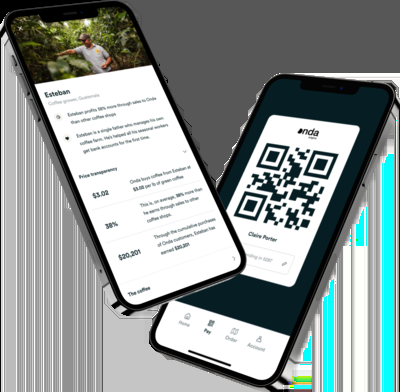 Esteban
Coffee grower, Guatemala
Esteban profits 38% more through sales to Onda
than other coffee shops.
Esteban is a single father who manages his own
coffee farm. He's helped all his seasonal workers
get bank accounts for the first time.
Price transparency
$3.02
Onda buys coffee from Esteban at
$3.02 per lb of green coffee
38%
This is, on average, 38% more than
he earns through sales to other
coffee shops.
$20,201
Through the cumulative purchases
of Onda customers, Esteban has
earned $20,201
The coffee
onda
Claire Porter
Home
Pay
Order
Account